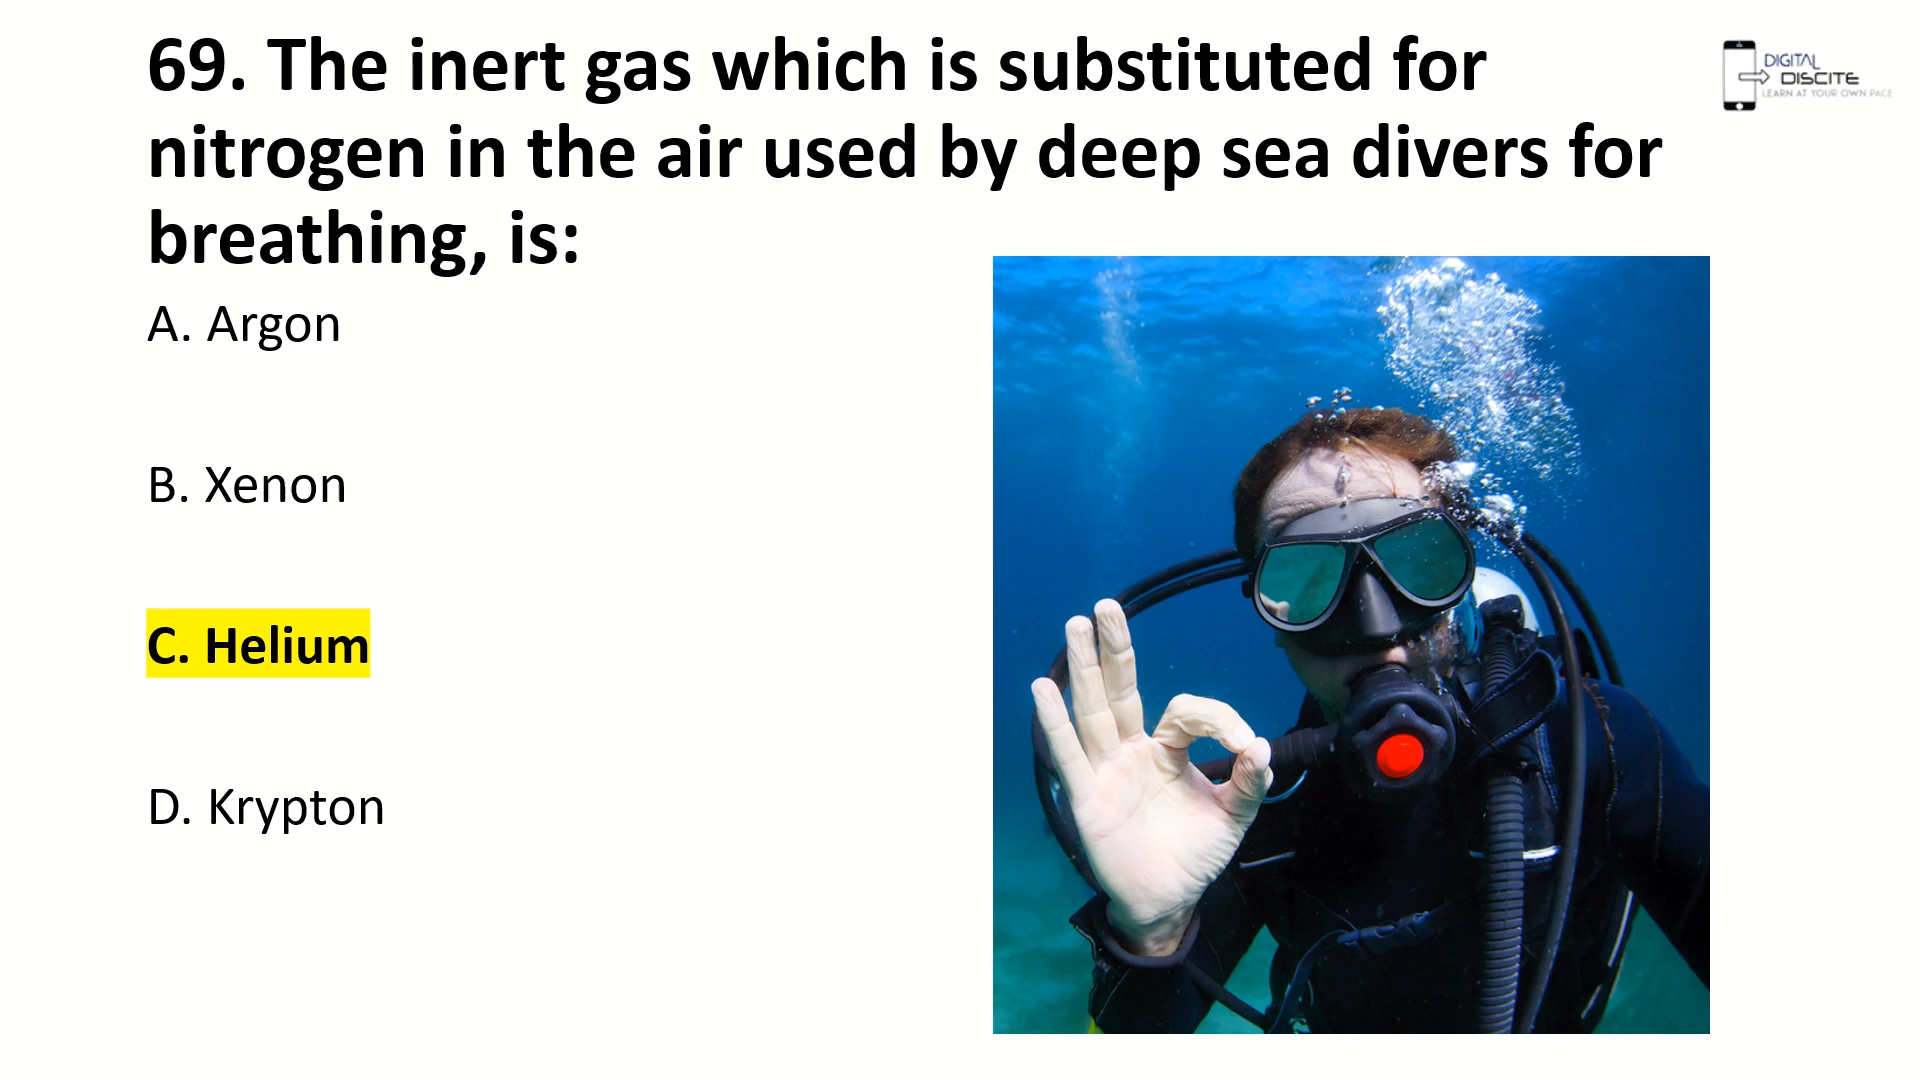 69. The inert gas which is substituted for
nitrogen in the air used by deep sea divers for
breathing, is:
DIGITAL
DISCITE
LEARN AT YOUR OWN PACE
A. Argon
B. Xenon
C. Helium
D. Krypton